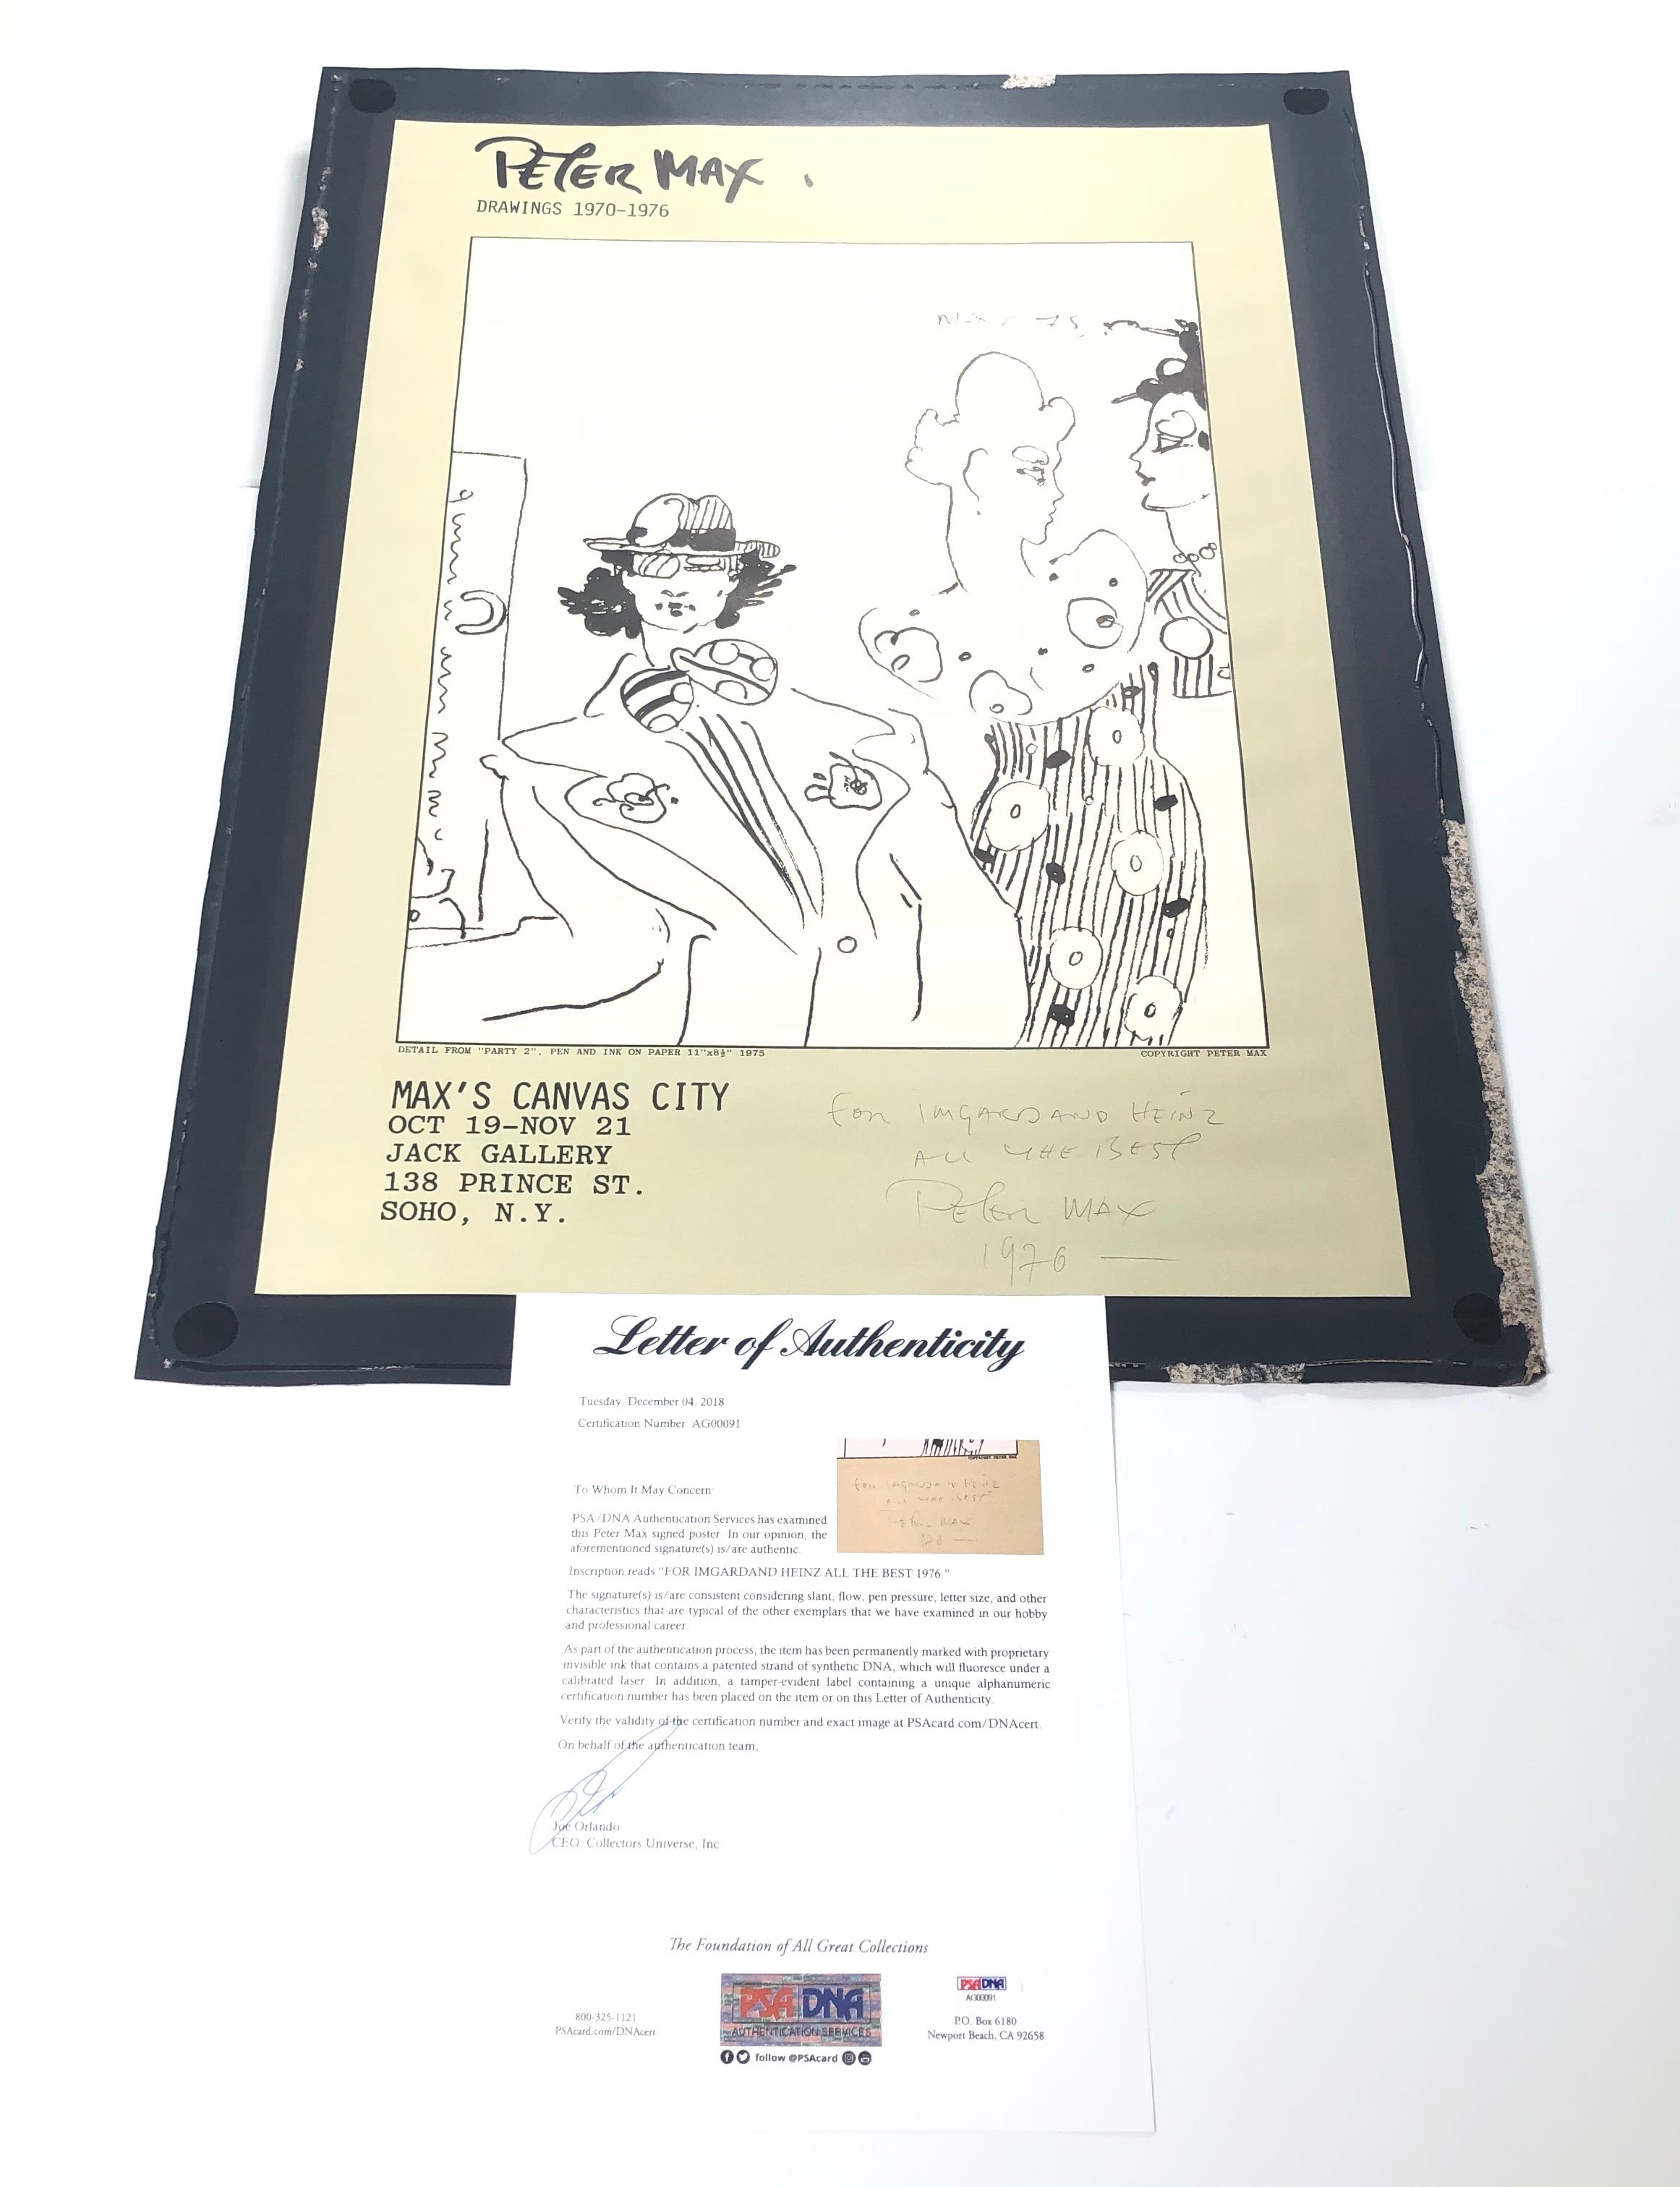 PETER MAX.
DRAWINGS 1970-1976
MAX 75
DETAIL FROM "PARTY 2", PEN AND INK ON PAPER 11"x8½" 1975
COPYRIGHT PETER MAX
MAX'S CANVAS CITY
OCT 19-NOV 21
JACK GALLERY
138 PRINCE ST.
SOHO, N.Y.
FOR IMGARDAND HEINZ
ALL THE BEST
PETER MAX
1976 —
Letter of Authenticity
Tuesday, December 04, 2018
Certification Number AG00091
To Whom It May Concern
PSA/DNA Authentication Services has examined
this Peter Max signed poster. In our opinion, the
aforementioned signature(s) is/are authentic.
Inscription reads "FOR IMGARDAND HEINZ ALL THE BEST 1976."
The signature(s) is/are consistent considering slant, flow, pen pressure, letter size, and other
characteristics that are typical of the other exemplars that we have examined in our hobby
and professional career.
As part of the authentication process, the item has been permanently marked with proprietary
invisible ink that contains a patented strand of synthetic DNA, which will fluoresce under a
calibrated laser. In addition, a tamper-evident label containing a unique alphanumeric
certification number has been placed on the item or on this Letter of Authenticity.
Verify the validity of the certification number and exact image at PSAcard.com/DNAcert.
On behalf of the authentication team,
Joe Orlando
CEO, Collectors Universe, Inc
The Foundation of All Great Collections
800-325-1121
PSAcard.com/DNAcert
PSA DNA
AUTHENTICATION SERVICES
follow @PSAcard
PSA DNA
AG00091
P.O. Box 6180
Newport Beach, CA 92658